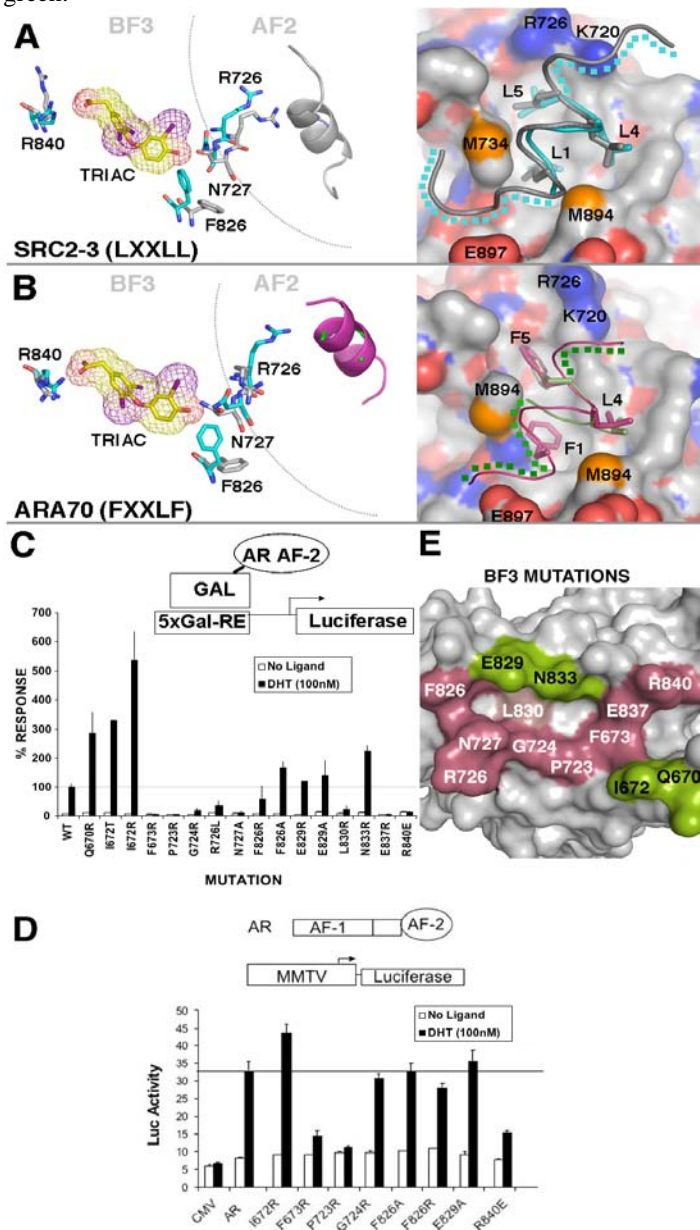 green.
A
BF3
AF2
R726
R840
TRIAC
N727
F826
SRC2-3 (LXXLL)
R726
K720
L5
L4
M734
L1
M894
E897
B
BF3
AF2
R840
R726
TRIAC
N727
F826
ARA70 (FXXLF)
R726
K720
F5
M894
L4
F1
M894
E897
C
AR AF-2
GAL
5xGal-RE
Luciferase
700
600
500
400
300
200
100
0
% RESPONSE
No Ligand
DHT (100nM)
WT
Q670R
I672T
I672R
F673R
P723R
G724R
R726L
N727A
F826R
F826A
E829R
E829A
L830R
N833R
E837R
R840E
MUTATION
E
BF3 MUTATIONS
E829
N833
F826
R840
L830
E837
N727
G724
F673
P723
R726
I672
Q670
D
AR
AF-1
AF-2
MMTV
Luciferase
50
45
40
35
30
25
20
15
10
5
0
Luc Activity
No Ligand
DHT (100nM)
CMV
AR
I672R
F673R
P723R
G724R
F826A
F826R
E829A
R840E